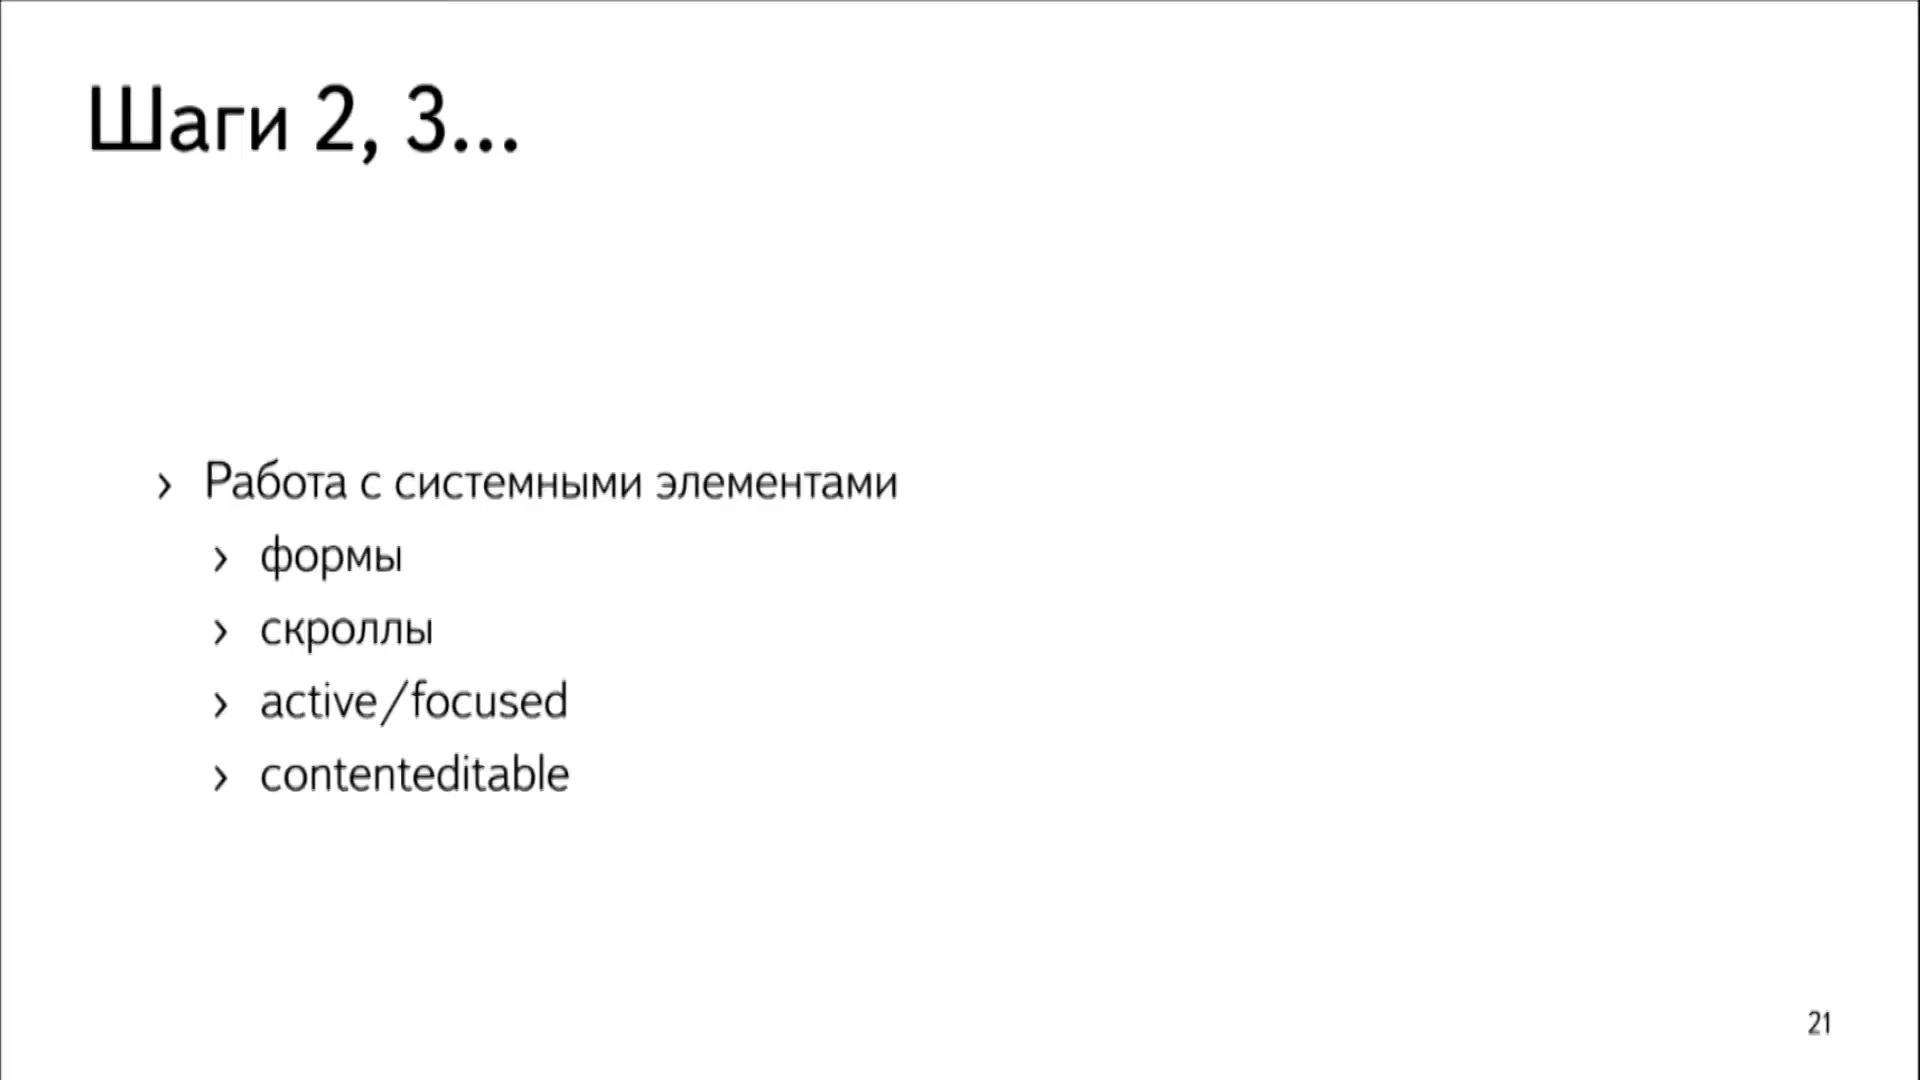 Шаги 2, 3...
› Работа с системными элементами
› формы
› скроллы
› active/focused
› contenteditable
21